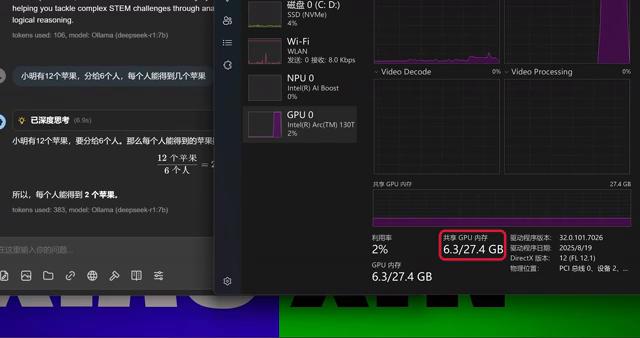 helping you tackle complex STEM challenges through ana
logical reasoning.
tokens used: 106, model: Ollama (deepseek-r1:7b)
小明有12个苹果，分给6个人，每个人能得到几个苹果
已深度思考 (6.9s)
小明有12个苹果，要分给6个人。那么每个人能得到的苹果
12 个苹果
6 个人
= 2
所以，每个人能得到 2 个苹果。
tokens used: 383, model: Ollama (deepseek-r1:7b)
在这里输入你的问题...
磁盘 0 (C: D:)
SSD (NVMe)
4%
Wi-Fi
WLAN
发送: 0 接收: 8.0 Kbps
NPU 0
Intel(R) AI Boost
0%
GPU 0
Intel(R) Arc(TM) 130T
2%
Video Decode 0%
Video Processing 0%
共享 GPU 内存 27.4 GB
利用率
2%
共享 GPU 内存
6.3/27.4 GB
GPU 内存
6.3/27.4 GB
驱动程序版本: 32.0.101.7026
驱动程序日期: 2025/8/19
DirectX 版本: 12 (FL 12.1)
物理位置: PCI 总线 0、设备 2、...